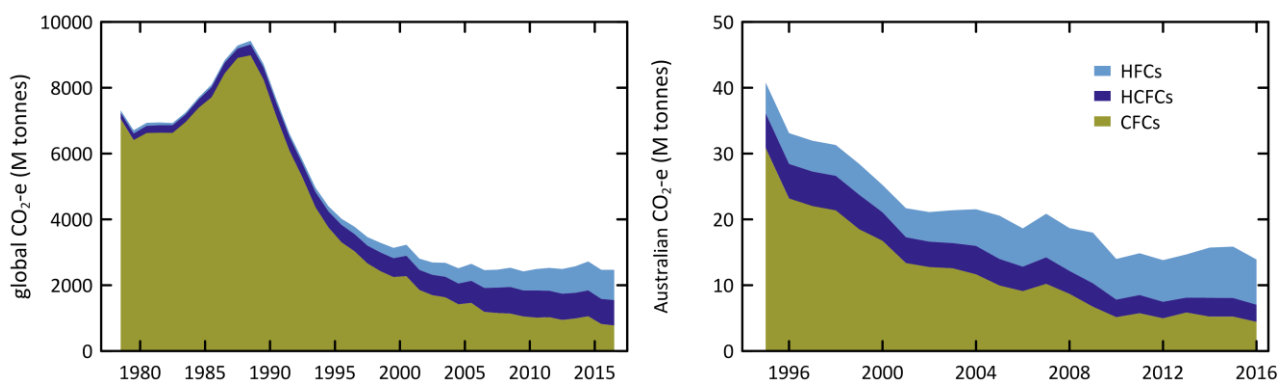 global CO₂-e (M tonnes)
10000
8000
6000
4000
2000
0
1980 1985 1990 1995 2000 2005 2010 2015
Australian CO₂-e (M tonnes)
50
40
30
20
10
0
1996 2000 2004 2008 2012 2016
HFCs
HCFCs
CFCs